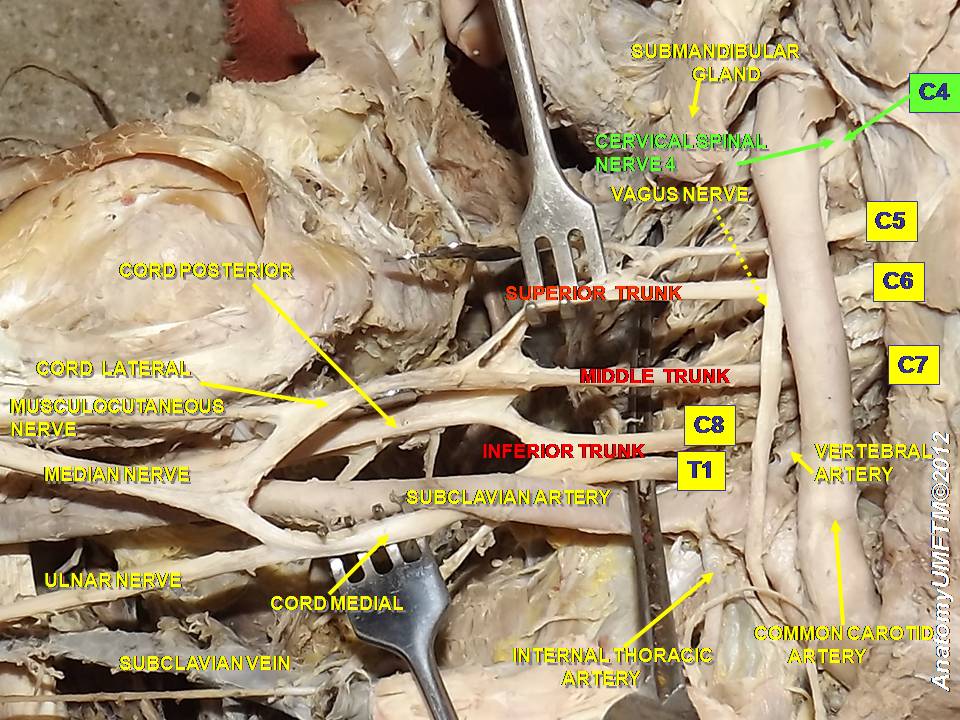 SUBMANDIBULAR
GLAND
C4
CERVICAL SPINAL
NERVE 4
VAGUS NERVE
C5
CORD POSTERIOR
C6
SUPERIOR TRUNK
C7
CORD LATERAL
MIDDLE TRUNK
MUSCULOCUTANEOUS
NERVE
C8
INFERIOR TRUNK
VERTEBRAL
ARTERY
MEDIAN NERVE
T1
SUBCLAVIAN ARTERY
ULNAR NERVE
CORD MEDIAL
COMMON CAROTID
ARTERY
SUBCLAVIAN VEIN
INTERNAL THORACIC
ARTERY
AnatomyUMFTM©2012